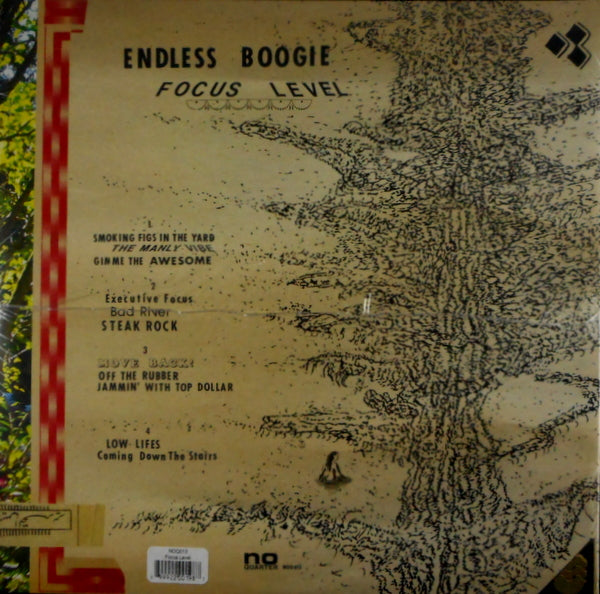 ENDLESS BOOGIE
FOCUS LEVEL
1
SMOKING FIGS IN THE YARD
THE MANLY VIBE
GIMME THE AWESOME
2
Executive Focus
Bad River
STEAK ROCK
3
MOVE BACK!
OFF THE RUBBER
JAMMIN' WITH TOP DOLLAR
4
LOW LIFES
Coming Down The Stairs
Focus Level
no
QUARTER